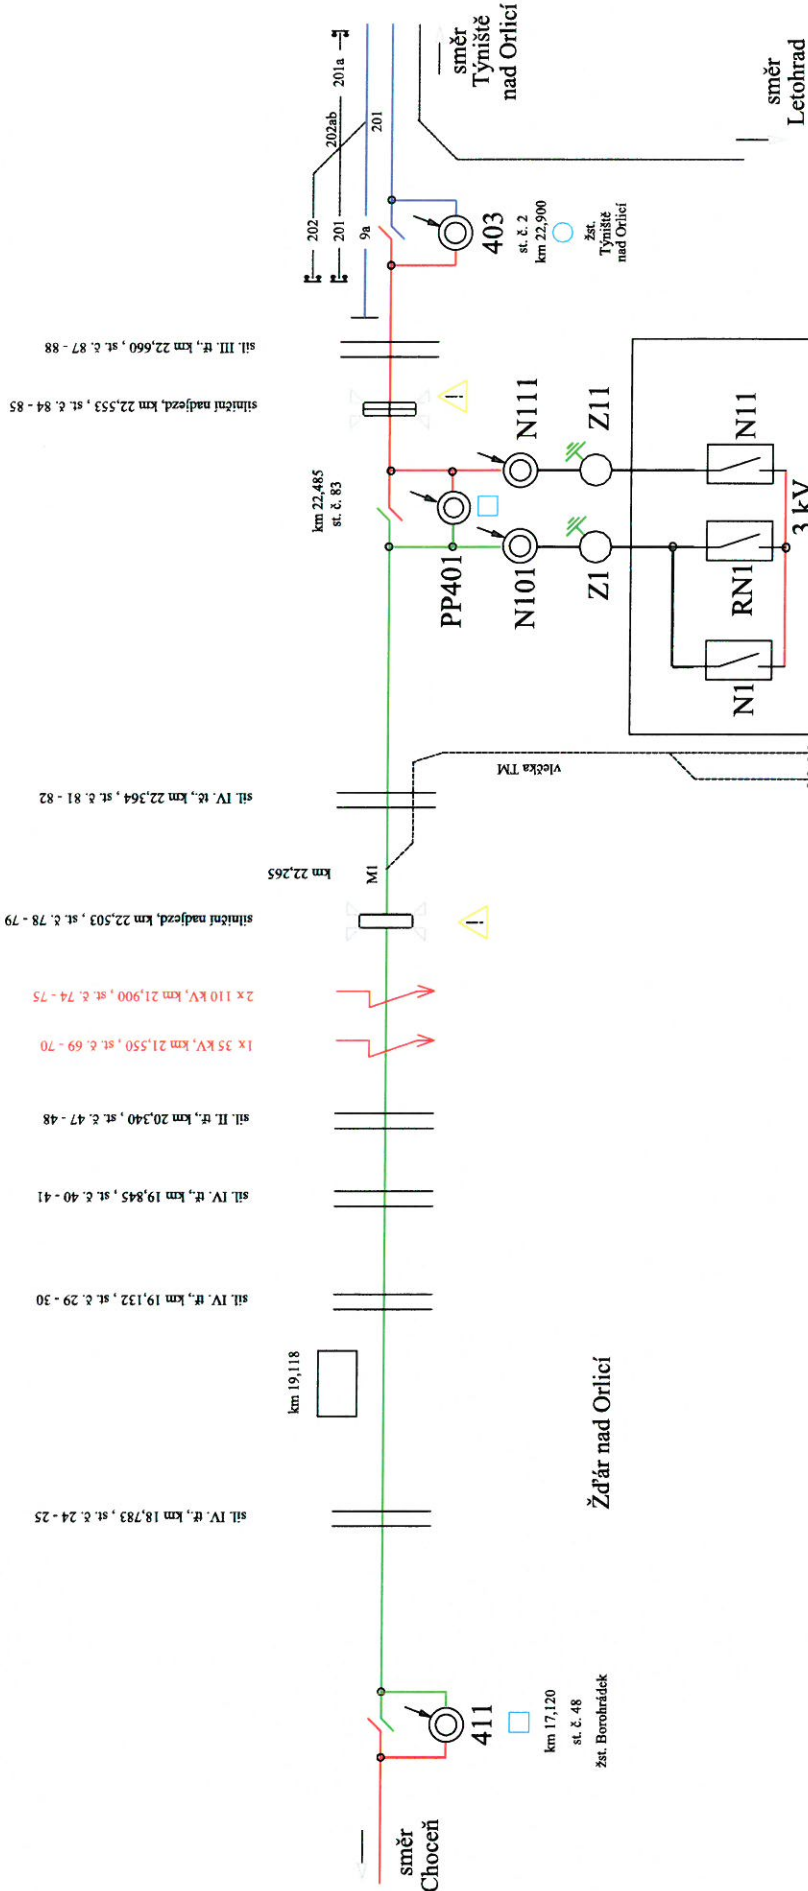 směr
Týniště
nad Orlicí
směr
Letohrad
201a
202ab
201
202
201
9a
403
st. č. 2
km 22,900
žst.
Týniště
nad Orlicí
sil. III. tř., km 22,660 , st. č. 87 - 88
silniční nadjezd, km 22,553 , st. č. 84 - 85
!
km 22,485
st. č. 83
PP401
N111
N101
Z11
Z1
N11
RN1
N1
3 kV
sil. IV. tč., km 22,364 , st. č. 81 - 82
vlečka TM
km 22,265
M1
silniční nadjezd, km 22,503 , st. č. 78 - 79
!
2x 110 kV, km 21,900 , st. č. 74 - 75
1x 35 kV, km 21,550 , st. č. 69 - 70
sil. II. tř., km 20,340 , st. č. 47 - 48
sil. IV. tř., km 19,845 , st. č. 40 - 41
sil. IV. tř., km 19,132 , st. č. 29 - 30
km 19,118
Žďár nad Orlicí
sil. IV. tř., km 18,783 , st. č. 24 - 25
411
km 17,120
st. č. 48
žst. Borohrádek
směr
Choceň